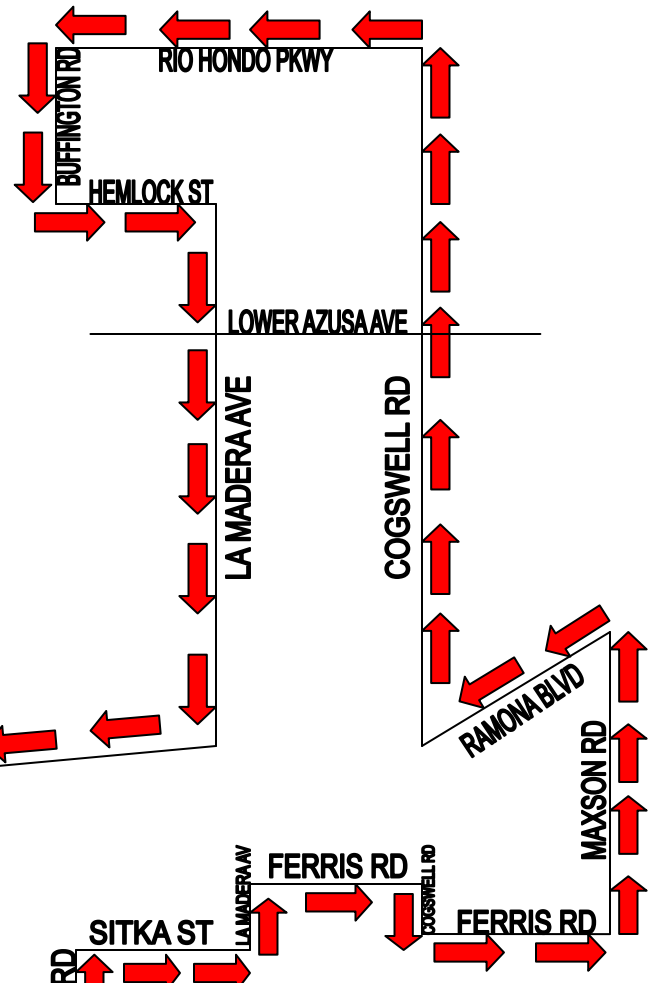 RIO HONDO PKWY
BUFFINGTON RD
HEMLOCK ST
LOWER AZUSA AVE
LA MADERA AVE
COGSWELL RD
RAMONA BLVD
MAXSON RD
LA MADERA AV
FERRIS RD
COGSWELL RD
FERRIS RD
SITKA ST
RD